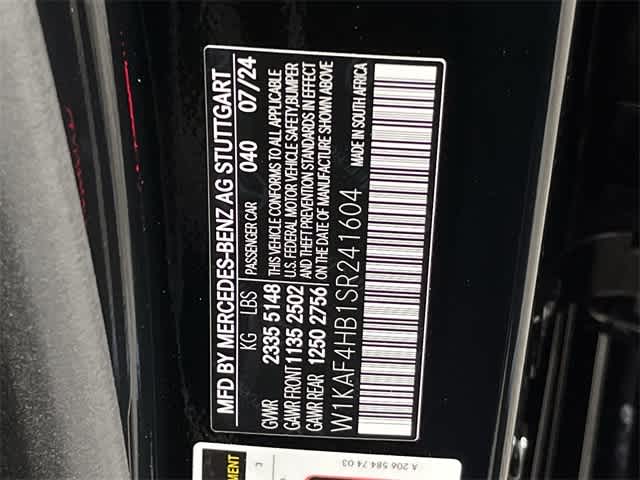 MFD BY MERCEDES-BENZ AG STUTTGART
KG LBS PASSENGER CAR 040 07/24
GVWR 2335 5148 THIS VEHICLE CONFORMS TO ALL APPLICABLE
GAWR FRONT 1135 2502 U.S. FEDERAL MOTOR VEHICLE SAFETY,BUMPER
GAWR REAR 1250 2756 AND THEFT PREVENTION STANDARDS IN EFFECT
ON THE DATE OF MANUFACTURE SHOWN ABOVE
W1KAF4HB1SR241604 MADE IN SOUTH AFRICA
A 206 584 74 03